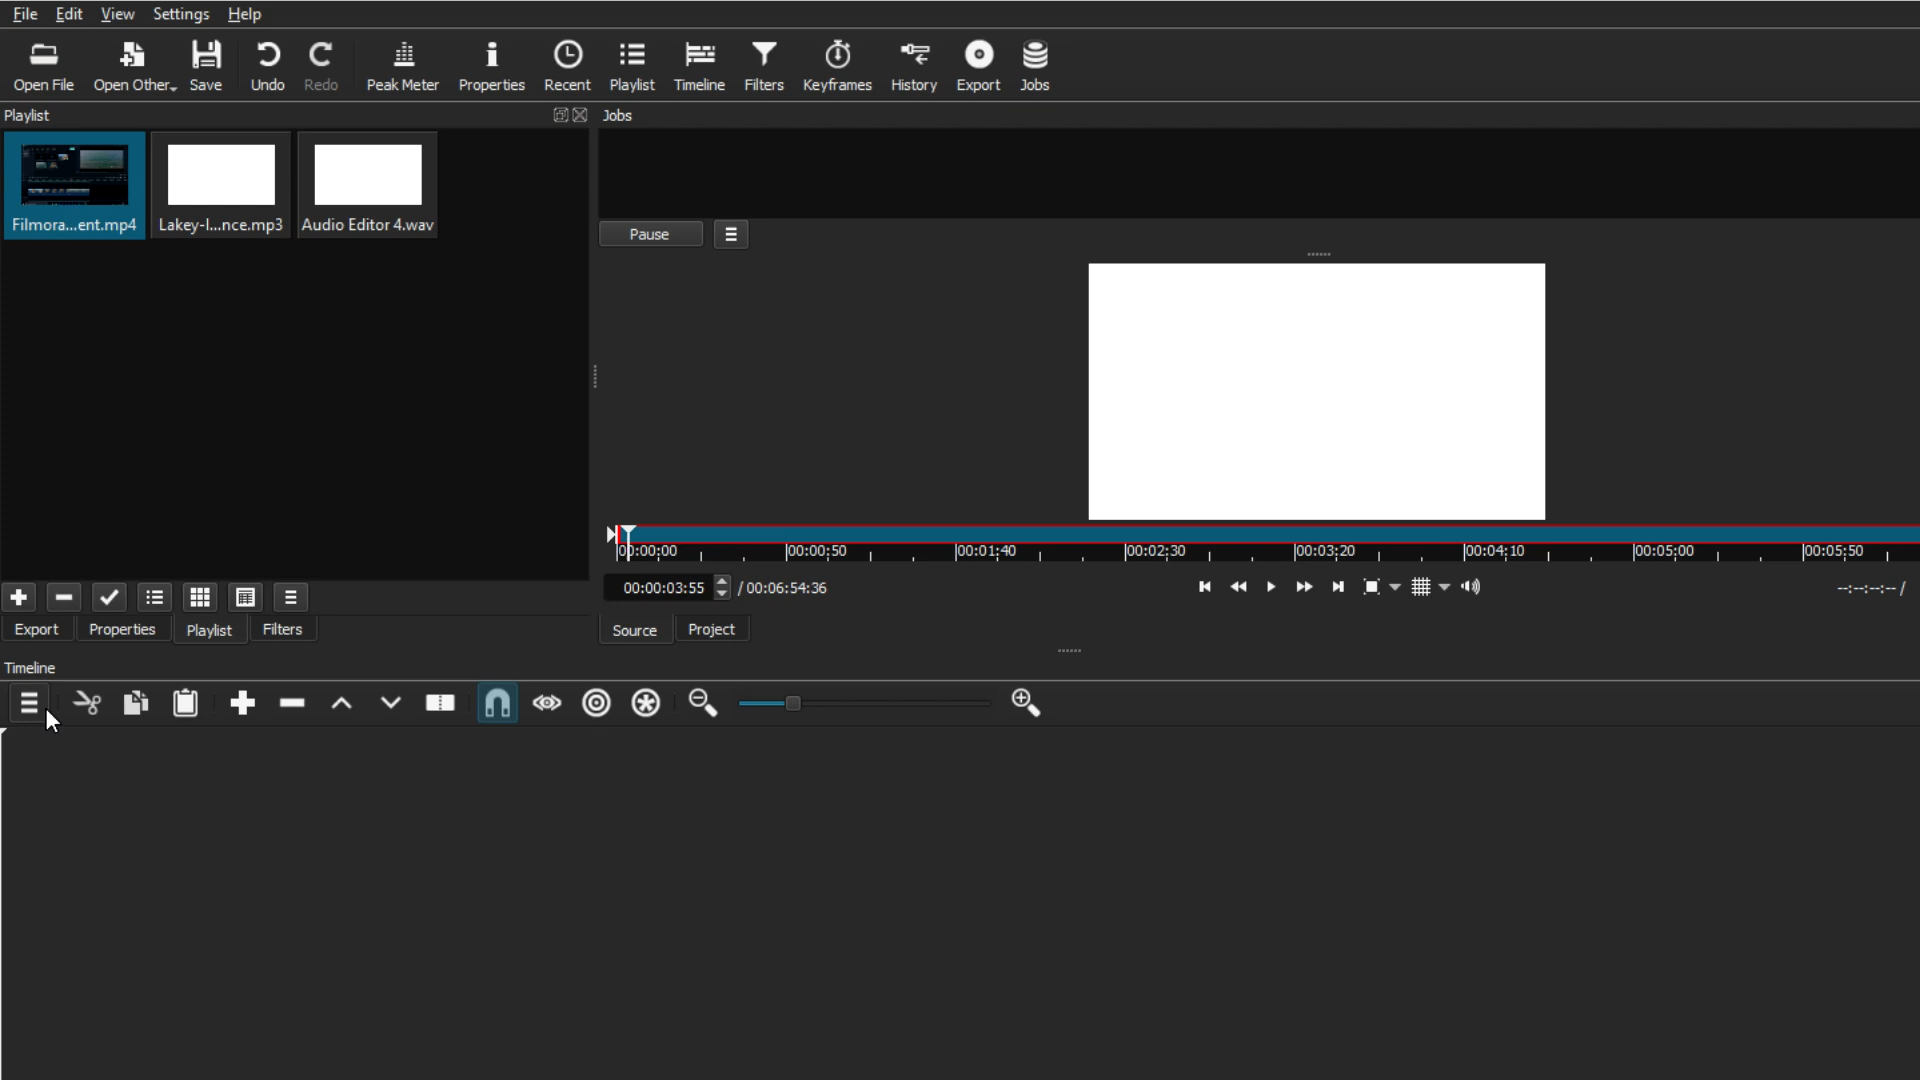 File Edit View Settings Help
Open File Open Other Save Undo Redo Peak Meter Properties Recent Playlist Timeline Filters Keyframes History Export Jobs
Playlist
Jobs
Filmora...ent.mp4 Lakey-I...nce.mp3 Audio Editor 4.wav
Pause
00:00:00 00:00:50 00:01:40 00:02:30 00:03:20 00:04:10 00:05:00 00:05:50
00:00:03:55 / 00:06:54:36 --:--:--:-- /
Export Properties Playlist Filters
Source Project
Timeline